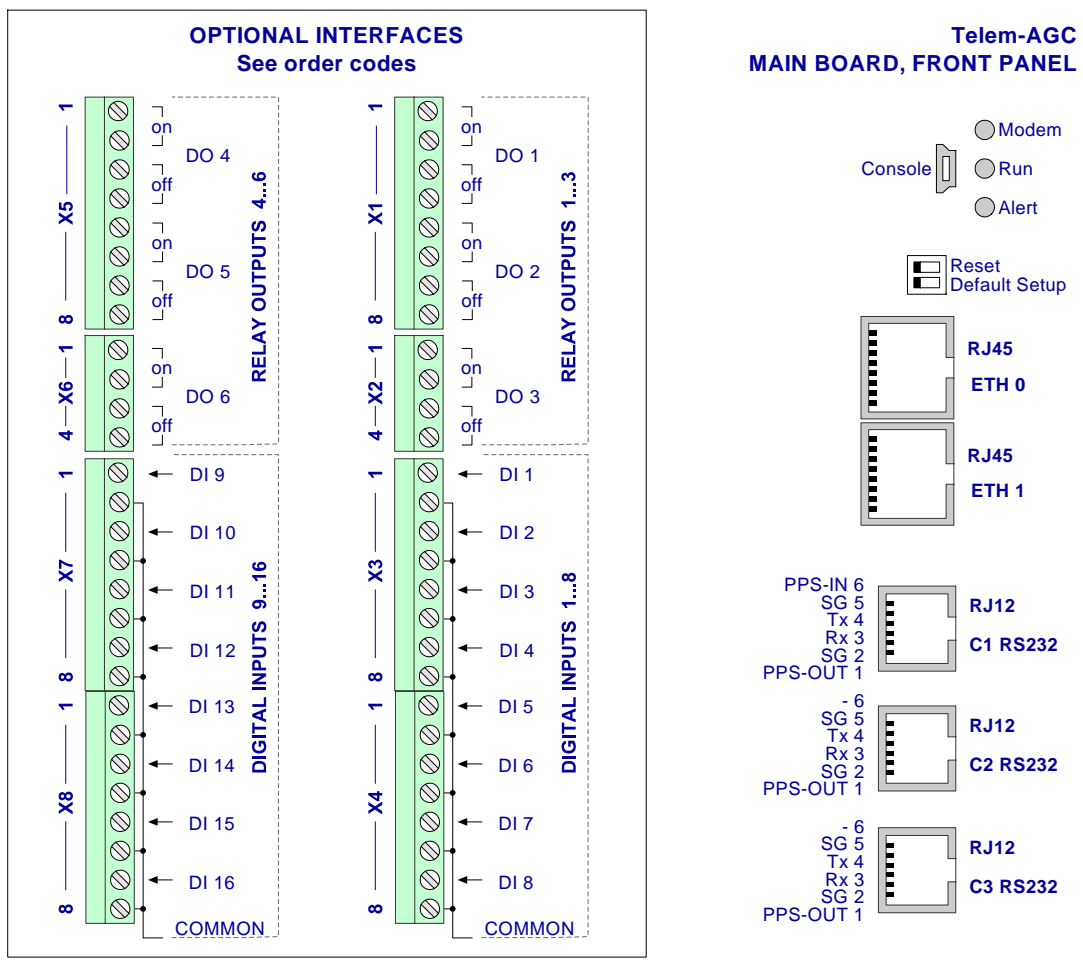 OPTIONAL INTERFACES
See order codes
1
X5
8
on
DO 4
off
on
DO 5
off
1
X6
4
on
DO 6
off
RELAY OUTPUTS 4...6
1
X7
8
1
X8
8
DI 9
DI 10
DI 11
DI 12
DI 13
DI 14
DI 15
DI 16
COMMON
DIGITAL INPUTS 9...16
1
X1
8
on
DO 1
off
on
DO 2
off
1
X2
4
on
DO 3
off
RELAY OUTPUTS 1...3
1
X3
8
1
X4
8
DI 1
DI 2
DI 3
DI 4
DI 5
DI 6
DI 7
DI 8
COMMON
DIGITAL INPUTS 1...8
Telem-AGC
MAIN BOARD, FRONT PANEL
Modem
Console
Run
Alert
Reset
Default Setup
RJ45
ETH 0
RJ45
ETH 1
PPS-IN 6
SG 5
Tx 4
Rx 3
SG 2
PPS-OUT 1
RJ12
C1 RS232
- 6
SG 5
Tx 4
Rx 3
SG 2
PPS-OUT 1
RJ12
C2 RS232
- 6
SG 5
Tx 4
Rx 3
SG 2
PPS-OUT 1
RJ12
C3 RS232